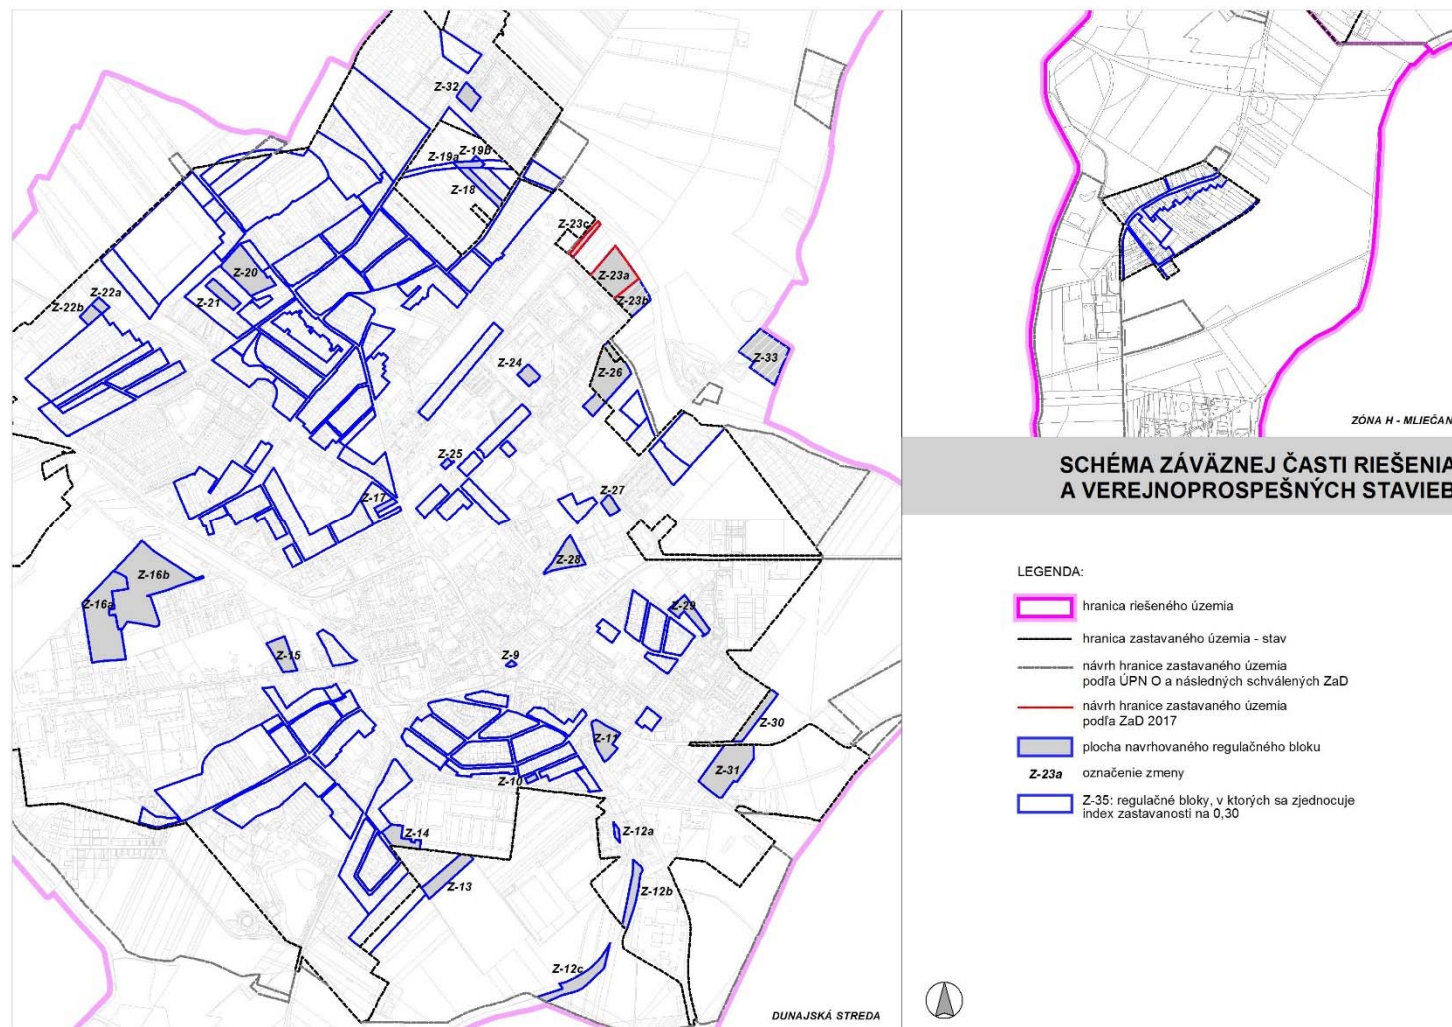 Z-32
Z-19b
Z-19a
Z-18
Z-23c
Z-20
Z-23a
Z-21
Z-22a
Z-23b
Z-22b
Z-33
Z-24
Z-26
Z-25
Z-17
Z-27
Z-28
Z-16b
Z-16a
Z-29
Z-15
Z-9
Z-30
Z-11
Z-31
Z-10
Z-14
Z-12a
Z-13
Z-12b
Z-12c
DUNAJSKÁ STREDA
ZÓNA H - MLIEČAN
SCHÉMA ZÁVÄZNEJ ČASTI RIEŠENIA
A VEREJNOPROSPEŠNÝCH STAVIEB
LEGENDA:
hranica riešeného územia
hranica zastavaného územia - stav
návrh hranice zastavaného územia
podľa ÚPN O a následných schválených ZaD
návrh hranice zastavaného územia
podľa ZaD 2017
plocha navrhovaného regulačného bloku
Z-23a označenie zmeny
Z-35: regulačné bloky, v ktorých sa zjednocuje
index zastavanosti na 0,30